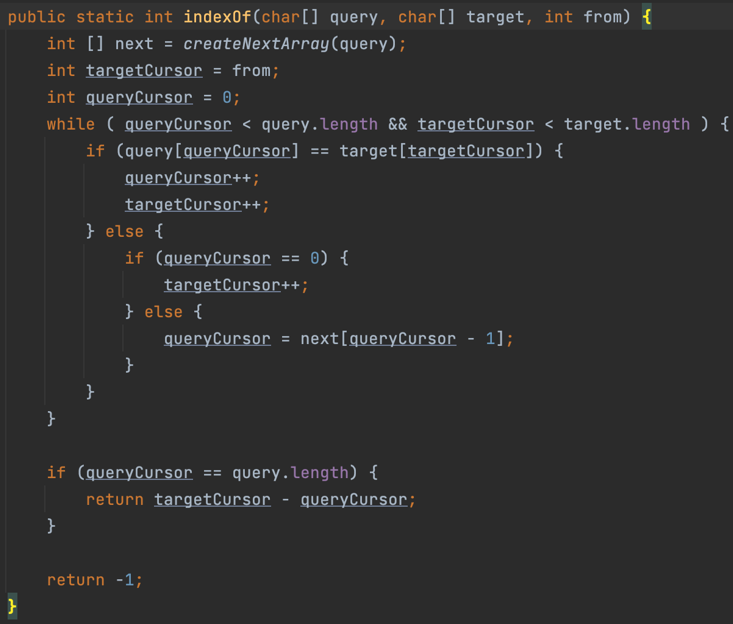 public static int indexOf(char[] query, char[] target, int from) {
    int [] next = createNextArray(query);
    int targetCursor = from;
    int queryCursor = 0;
    while ( queryCursor < query.length && targetCursor < target.length ) {
        if (query[queryCursor] == target[targetCursor]) {
            queryCursor++;
            targetCursor++;
        } else {
            if (queryCursor == 0) {
                targetCursor++;
            } else {
                queryCursor = next[queryCursor - 1];
            }
        }
    }

    if (queryCursor == query.length) {
        return targetCursor - queryCursor;
    }

    return -1;
}